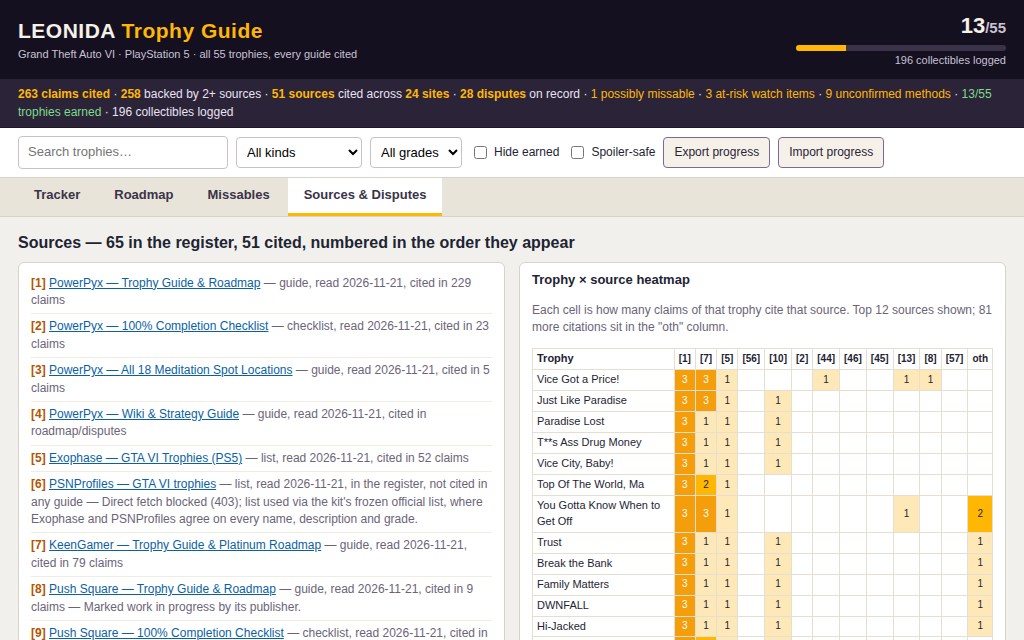 LEONIDA Trophy Guide
Grand Theft Auto VI · PlayStation 5 · all 55 trophies, every guide cited
13/55
196 collectibles logged
263 claims cited · 258 backed by 2+ sources · 51 sources cited across 24 sites · 28 disputes on record · 1 possibly missable · 3 at-risk watch items · 9 unconfirmed methods · 13/55
trophies earned · 196 collectibles logged
Search trophies…
All kinds
All grades
Hide earned
Spoiler-safe
Export progress
Import progress
Tracker
Roadmap
Missables
Sources & Disputes
Sources — 65 in the register, 51 cited, numbered in the order they appear
[1] PowerPyx — Trophy Guide & Roadmap — guide, read 2026-11-21, cited in 229
claims
[2] PowerPyx — 100% Completion Checklist — checklist, read 2026-11-21, cited in 23
claims
[3] PowerPyx — All 18 Meditation Spot Locations — guide, read 2026-11-21, cited in 5
claims
[4] PowerPyx — Wiki & Strategy Guide — guide, read 2026-11-21, cited in
roadmap/disputes
[5] Exophase — GTA VI Trophies (PS5) — list, read 2026-11-21, cited in 52 claims
[6] PSNProfiles — GTA VI trophies — list, read 2026-11-21, in the register, not cited in
any guide — Direct fetch blocked (403); list used via the kit's frozen official list, where
Exophase and PSNProfiles agree on every name, description and grade.
[7] KeenGamer — Trophy Guide & Platinum Roadmap — guide, read 2026-11-21,
cited in 79 claims
[8] Push Square — Trophy Guide & Roadmap — guide, read 2026-11-21, cited in 9
claims — Marked work in progress by its publisher.
[9] Push Square — 100% Completion Checklist — checklist, read 2026-11-21, cited in
Trophy × source heatmap
Each cell is how many claims of that trophy cite that source. Top 12 sources shown; 81
more citations sit in the "oth" column.
Trophy [1] [7] [5] [56] [10] [2] [44] [46] [45] [13] [8] [57] oth
Vice Got a Price! 3 3 1 1 1 1
Just Like Paradise 3 3 1 1
Paradise Lost 3 1 1 1
T**s Ass Drug Money 3 1 1 1
Vice City, Baby! 3 1 1 1
Top Of The World, Ma 3 2 1
You Gotta Know When to
Get Off 3 3 1 1 2
Trust 3 1 1 1 1
Break the Bank 3 1 1 1 1
Family Matters 3 1 1 1 1
DWNFALL 3 1 1 1 1
Hi-Jacked 3 1 1 1 1